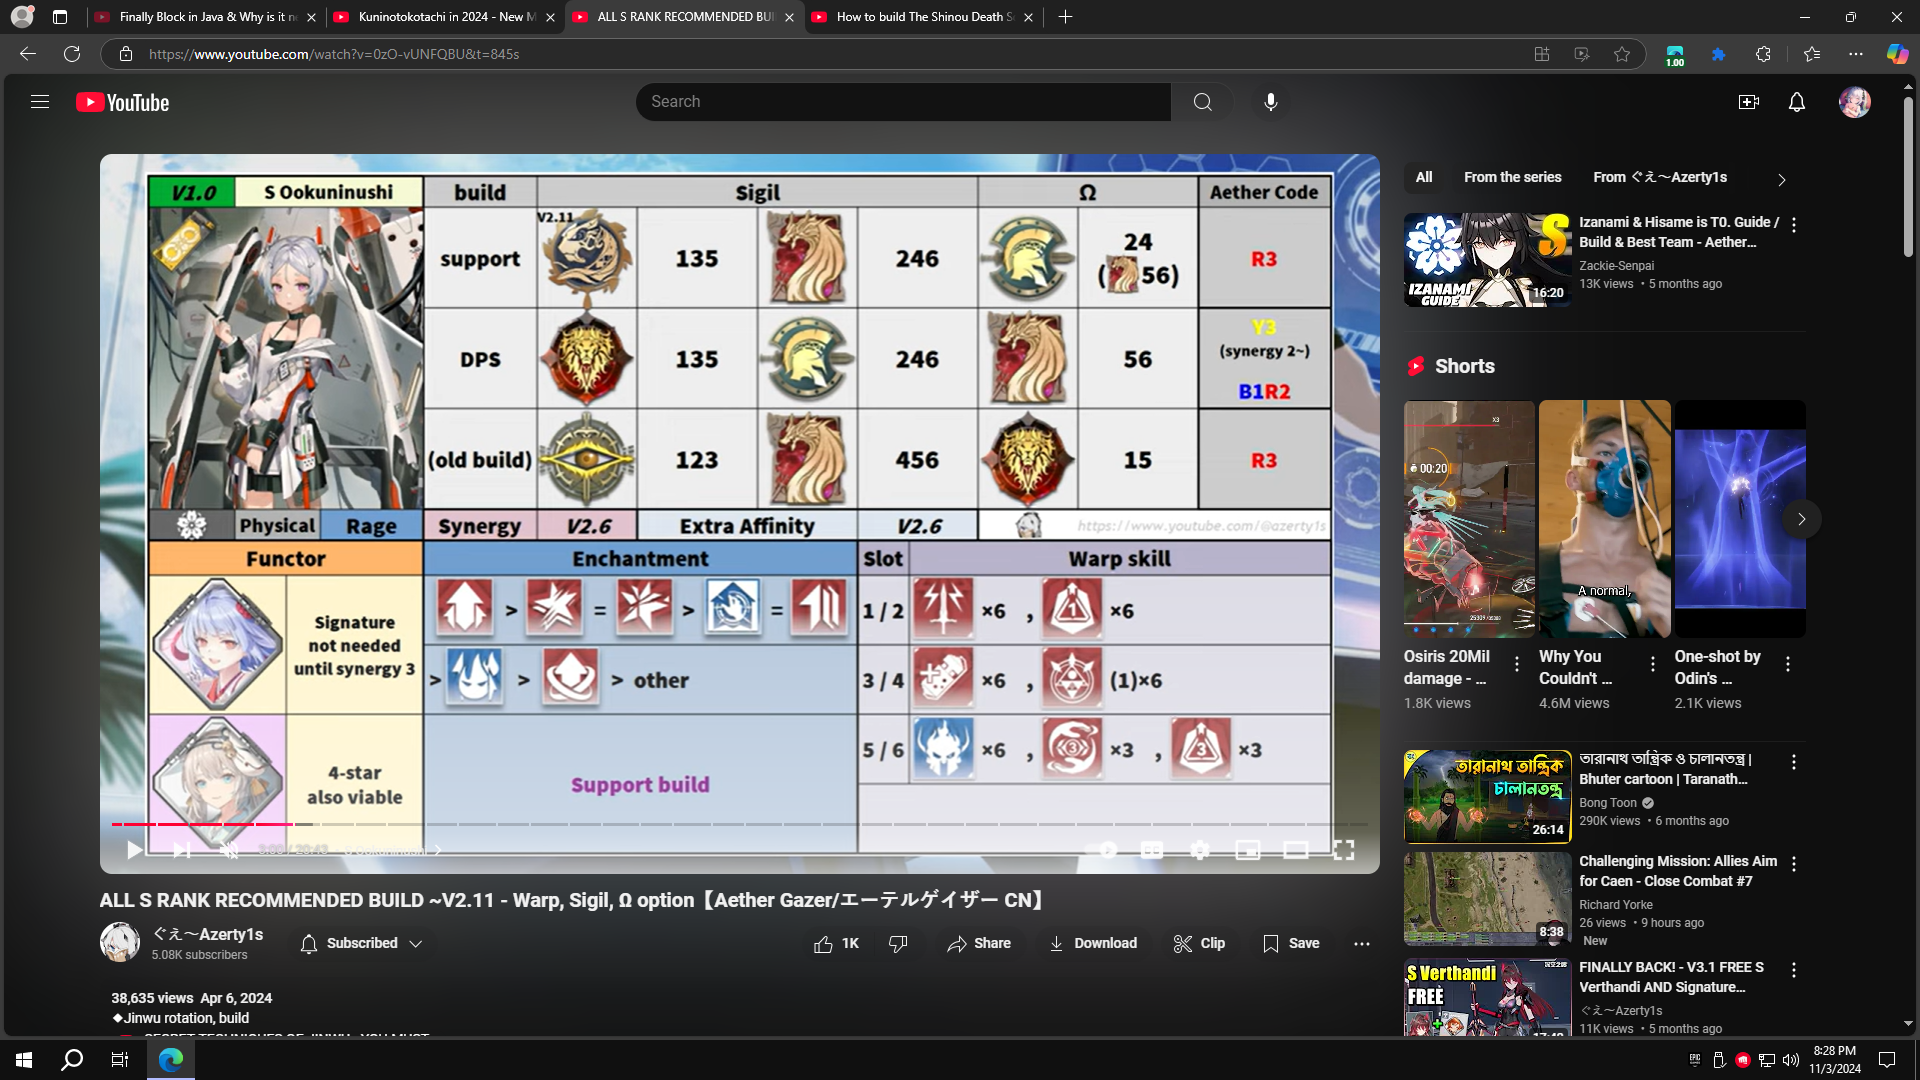 Finally Block in Java & Why is it ne
Kuninotokotachi in 2024 - New M
ALL S RANK RECOMMENDED BUI
How to build The Shinou Death S
https://www.youtube.com/watch?v=0zO-vUNFQBU&t=845s
1.00
YouTube
Search
V1.0
S Ookuninushi
build
Sigil
Ω
Aether Code
support
V2.11
135
246
24
(56)
R3
DPS
135
246
56
Y3
(synergy 2~)
B1R2
(old build)
123
456
15
R3
Physical
Rage
Synergy
V2.6
Extra Affinity
V2.6
https://www.youtube.com/@azerty1s
Functor
Enchantment
Slot
Warp skill
Signature
not needed
until synergy 3
> = > =
> > > other
1 / 2
×6 , ×6
3 / 4
×6 , (1)×6
5 / 6
×6 , ×3 , ×3
4-star
also viable
Support build
ALL S RANK RECOMMENDED BUILD ~V2.11 - Warp, Sigil, Ω option【Aether Gazer/エーテルゲイザー CN】
ぐえ〜Azerty1s
5.08K subscribers
Subscribed
1K
Share
Download
Clip
Save
38,635 views Apr 6, 2024
◆Jinwu rotation, build
All
From the series
From ぐえ〜Azerty1s
IZANAMI
GUIDE
S
16:20
Izanami & Hisame is T0. Guide /
Build & Best Team - Aether...
Zackie-Senpai
13K views • 5 months ago
Shorts
00:20
A normal,
Osiris 20Mil
damage - ...
1.8K views
Why You
Couldn't ...
4.6M views
One-shot by
Odin's ...
2.1K views
তারানাথ তান্ত্রিক
ও
চালানতন্ত্র
26:14
তারানাথ তান্ত্রিক ও চালানতন্ত্র |
Bhuter cartoon | Taranath...
Bong Toon
290K views • 6 months ago
8:38
Challenging Mission: Allies Aim
for Caen - Close Combat #7
Richard Yorke
26 views • 9 hours ago
New
S Verthandi
FREE
FINALLY BACK! - V3.1 FREE S
Verthandi AND Signature...
ぐえ〜Azerty1s
11K views • 5 months ago
8:28 PM
11/3/2024